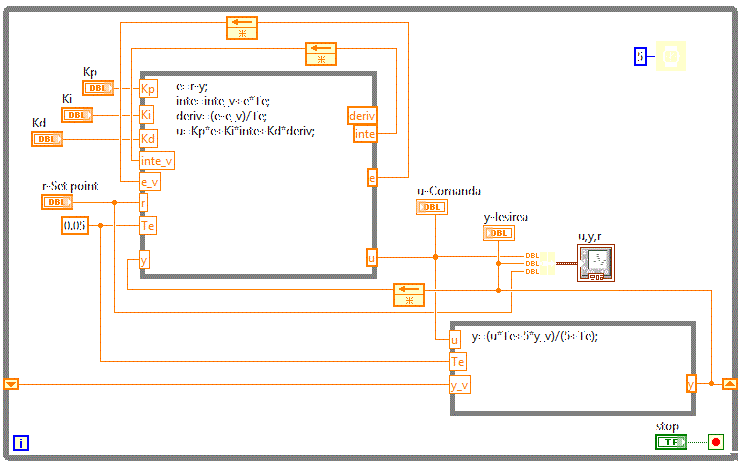 5
Kp
DBL
Ki
DBL
Kd
DBL
r-Set point
DBL
0,05
Kp
Ki
Kd
inte_v
e_v
r
Te
y
e=r-y;
inte=inte_v+e*Te;
deriv=(e-e_v)/Te;
u=Kp*e+Ki*inte+Kd*deriv;
deriv
inte
e
u
u-Comanda
DBL
y-Iesirea
DBL
DBL
DBL
DBL
u,y,r
u
Te
y_v
y=(u*Te+5*y_v)/(5+Te);
y
stop
TF
i